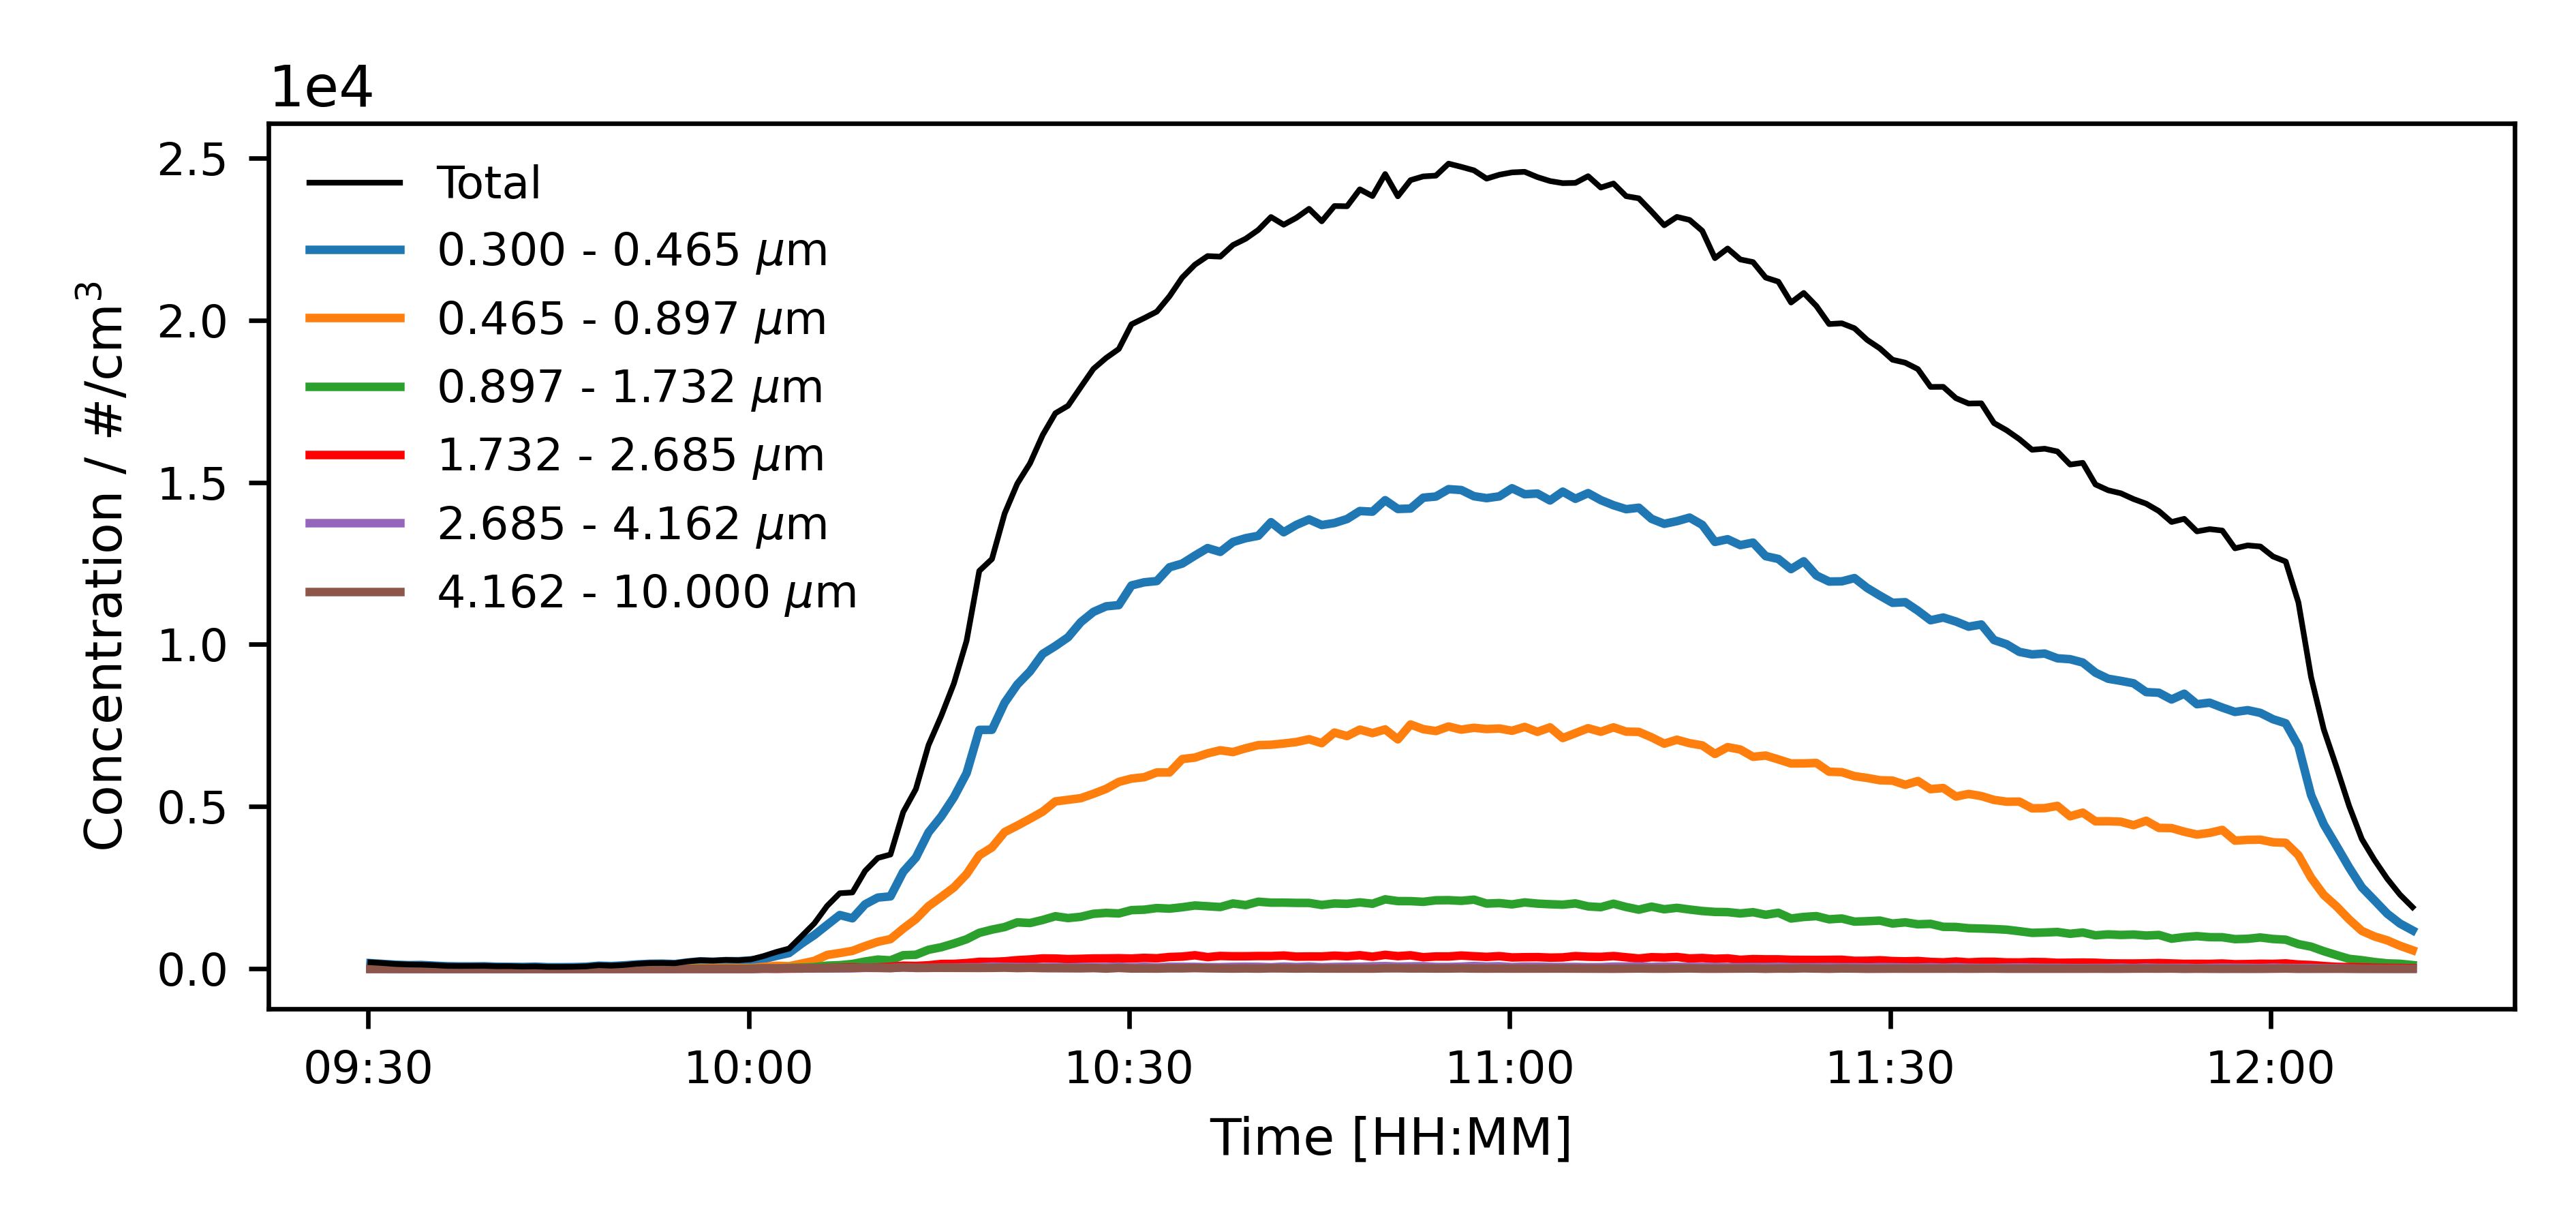 1e4
2.5
2.0
1.5
1.0
0.5
0.0
Concentration / #/cm³
Total
0.300 - 0.465 µm
0.465 - 0.897 µm
0.897 - 1.732 µm
1.732 - 2.685 µm
2.685 - 4.162 µm
4.162 - 10.000 µm
09:30 10:00 10:30 11:00 11:30 12:00
Time [HH:MM]